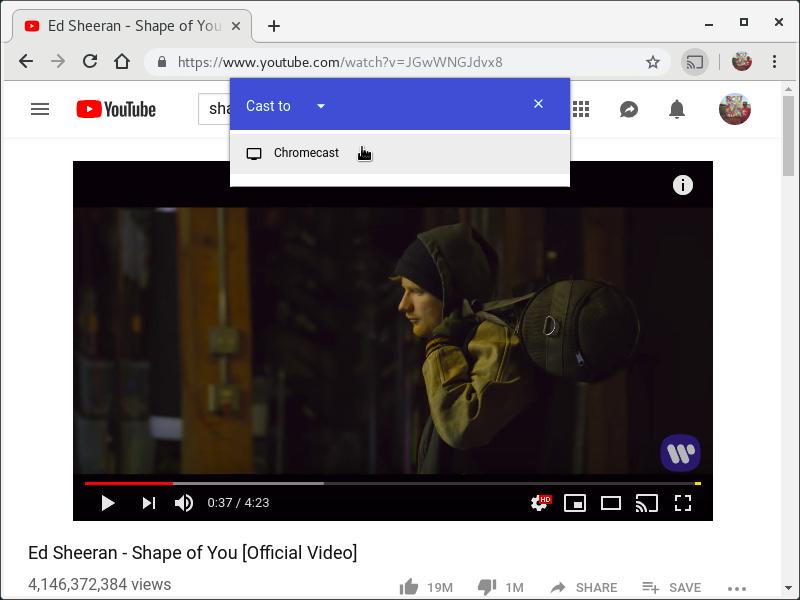 Ed Sheeran - Shape of You
https://www.youtube.com/watch?v=JGwWNGJdvx8
YouTube
sha
Cast to
Chromecast
0:37 / 4:23
HD
Ed Sheeran - Shape of You [Official Video]
4,146,372,384 views
19M
1M
SHARE
SAVE